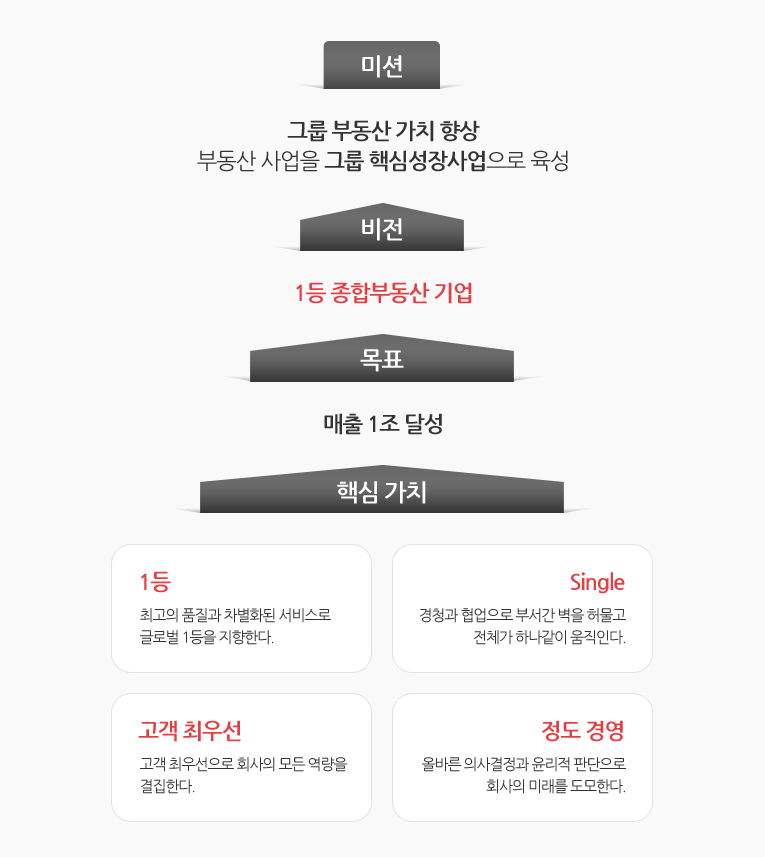 미션
그룹 부동산 가치 향상
부동산 사업을 그룹 핵심성장사업으로 육성
비전
1등 종합부동산 기업
목표
매출 1조 달성
핵심 가치
1등
최고의 품질과 차별화된 서비스로
글로벌 1등을 지향한다.
Single
경청과 협업으로 부서간 벽을 허물고
전체가 하나같이 움직인다.
고객 최우선
고객 최우선으로 회사의 모든 역량을
결집한다.
정도 경영
올바른 의사결정과 윤리적 판단으로
회사의 미래를 도모한다.